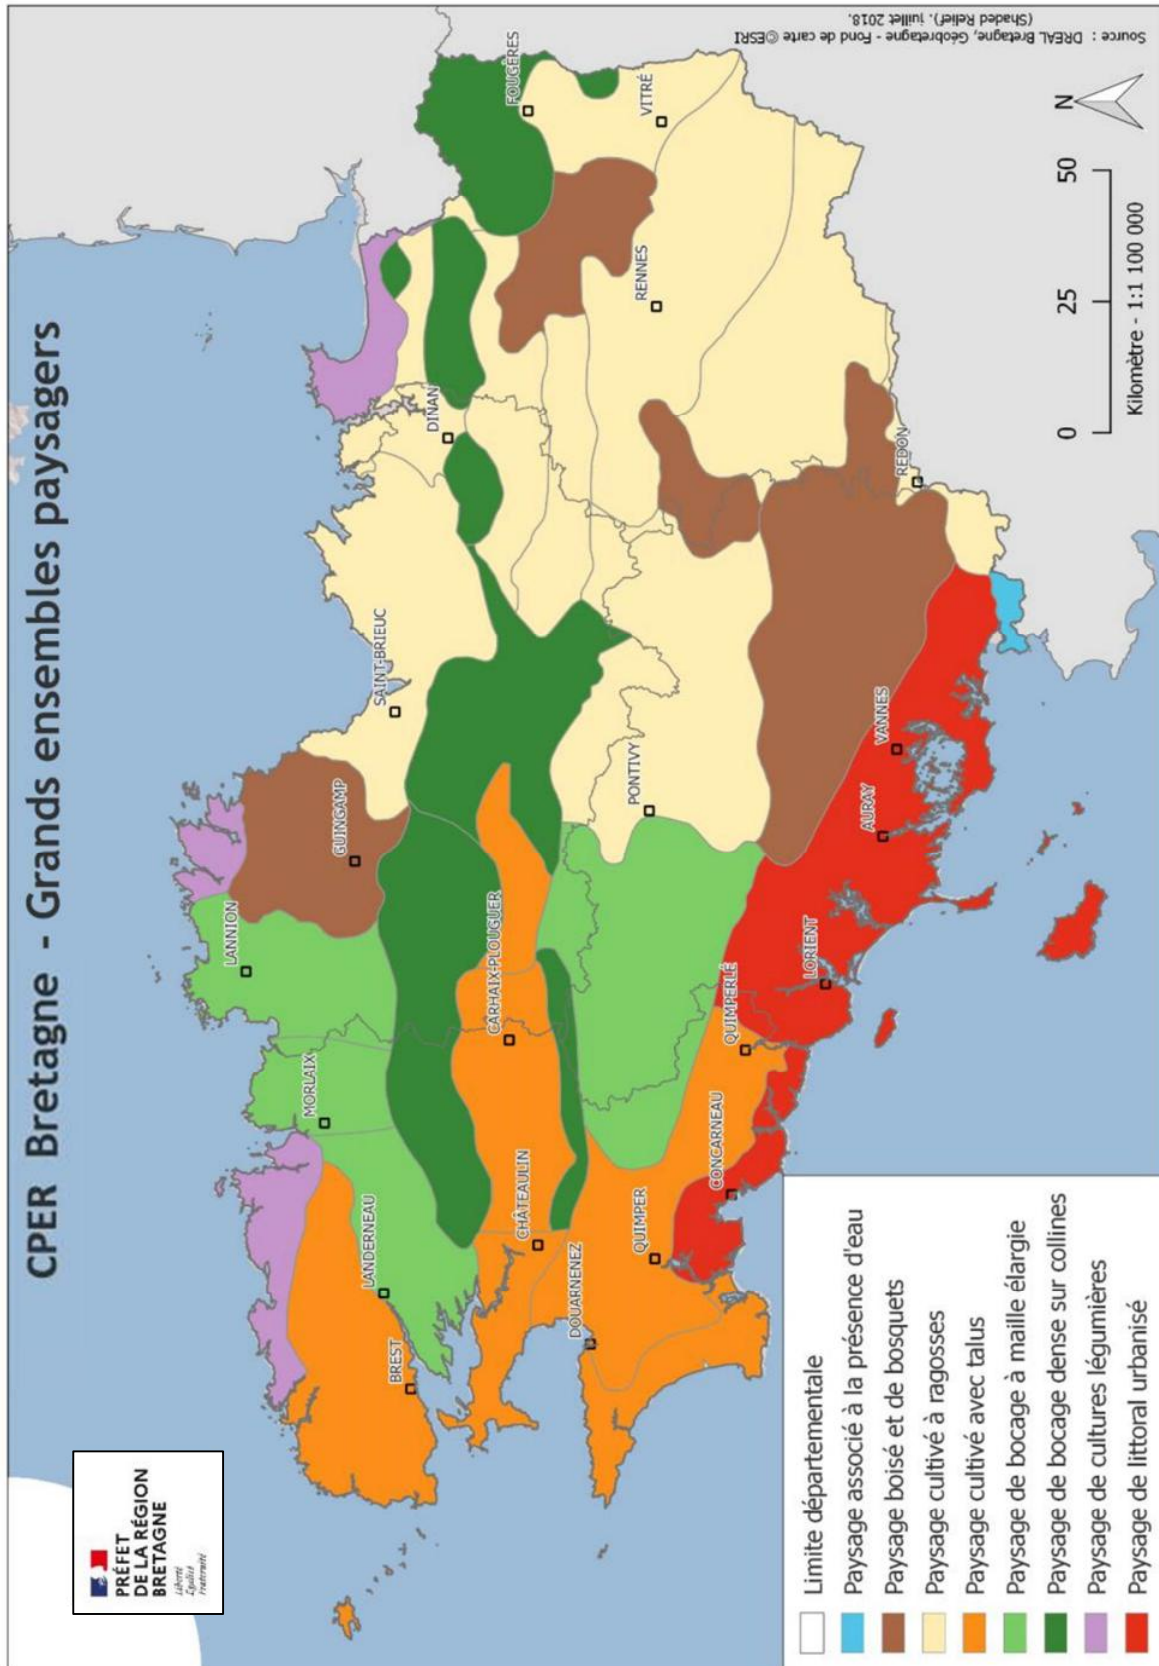 CPER Bretagne - Grands ensembles paysagers
PRÉFET
DE LA RÉGION
BRETAGNE
Liberté
Égalité
Fraternité
LANNION
MORLAIX
GUINGAMP
SAINT-BRIEUC
LANDERNEAU
BREST
DINAN
FOUGÈRES
CARHAIX-PLOUGUER
CHÂTEAULIN
DOUARNENEZ
QUIMPER
PONTIVY
RENNES
VITRÉ
CONCARNEAU
QUIMPERLÉ
LORIENT
AURAY
VANNES
REDON
Limite départementale
Paysage associé à la présence d'eau
Paysage boisé et de bosquets
Paysage cultivé à ragosses
Paysage cultivé avec talus
Paysage de bocage à maille élargie
Paysage de bocage dense sur collines
Paysage de cultures légumières
Paysage de littoral urbanisé
N
0 25 50
Kilomètre - 1:1 100 000
Source : DREAL Bretagne, Géobretagne - Fond de carte ©ESRI
(Shaded Relief). juillet 2018.